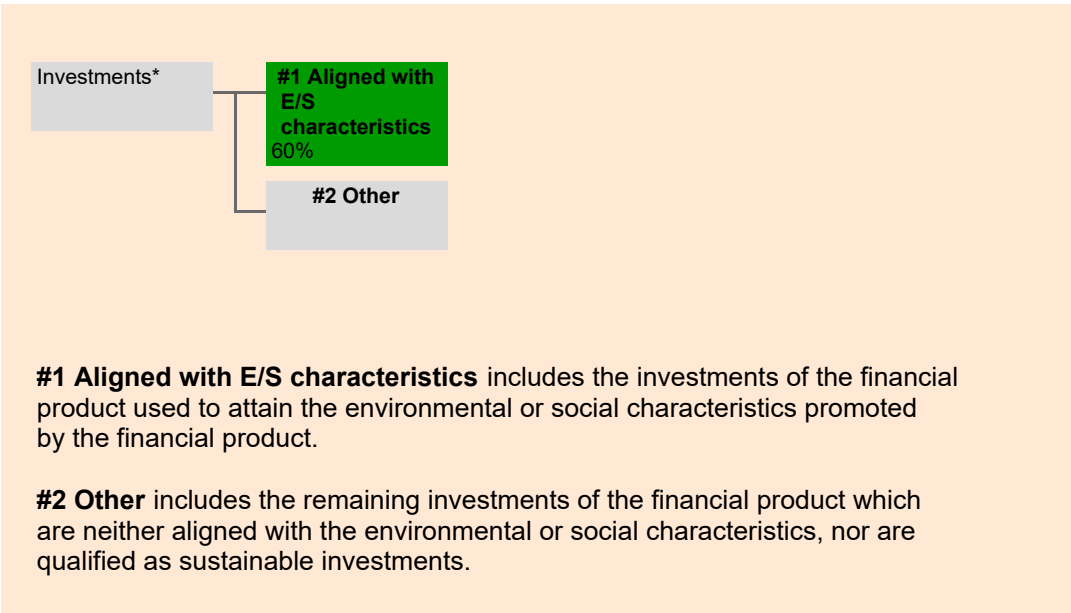 Investments*
#1 Aligned with
E/S
characteristics
60%
#2 Other
#1 Aligned with E/S characteristics includes the investments of the financial
product used to attain the environmental or social characteristics promoted
by the financial product.
#2 Other includes the remaining investments of the financial product which
are neither aligned with the environmental or social characteristics, nor are
qualified as sustainable investments.